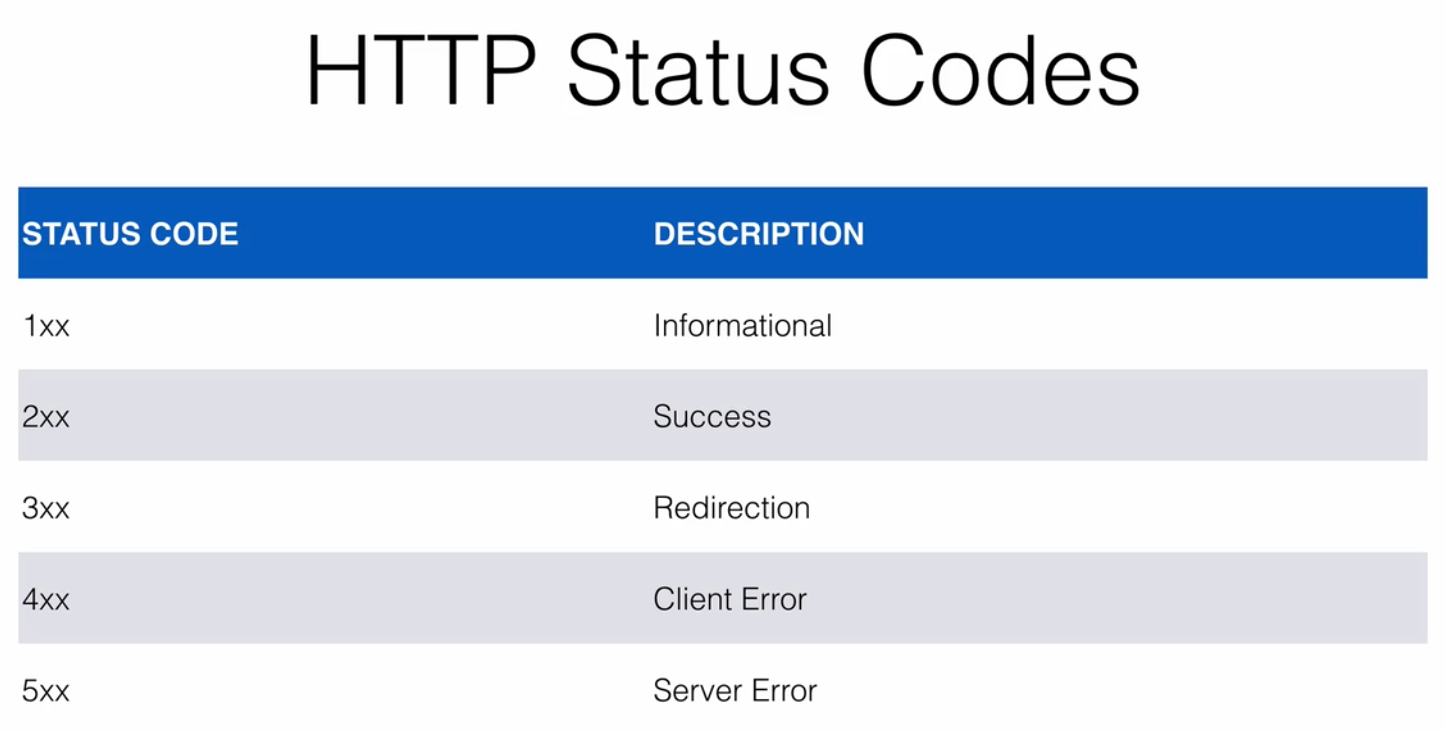 HTTP Status Codes
STATUS CODE DESCRIPTION
1xx Informational
2xx Success
3xx Redirection
4xx Client Error
5xx Server Error